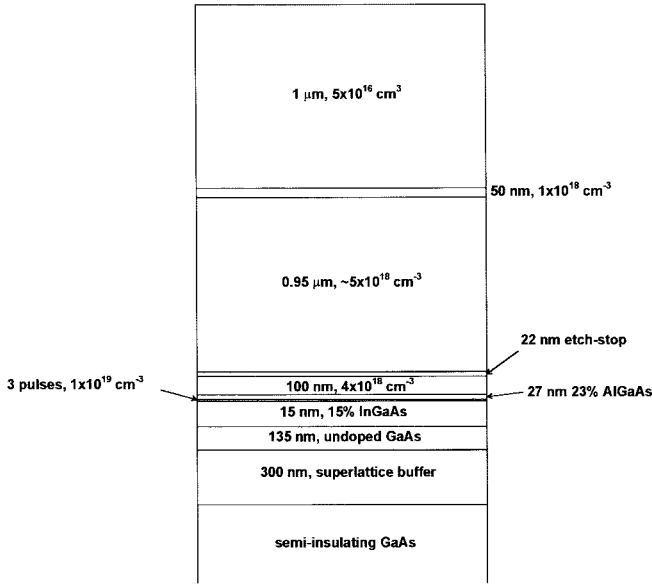 1 μm, 5x10¹⁶ cm³
50 nm, 1x10¹⁸ cm⁻³
0.95 μm, ~5x10¹⁸ cm⁻³
22 nm etch-stop
3 pulses, 1x10¹⁹ cm⁻³
100 nm, 4x10¹⁸ cm⁻³
27 nm 23% AlGaAs
15 nm, 15% InGaAs
135 nm, undoped GaAs
300 nm, superlattice buffer
semi-insulating GaAs